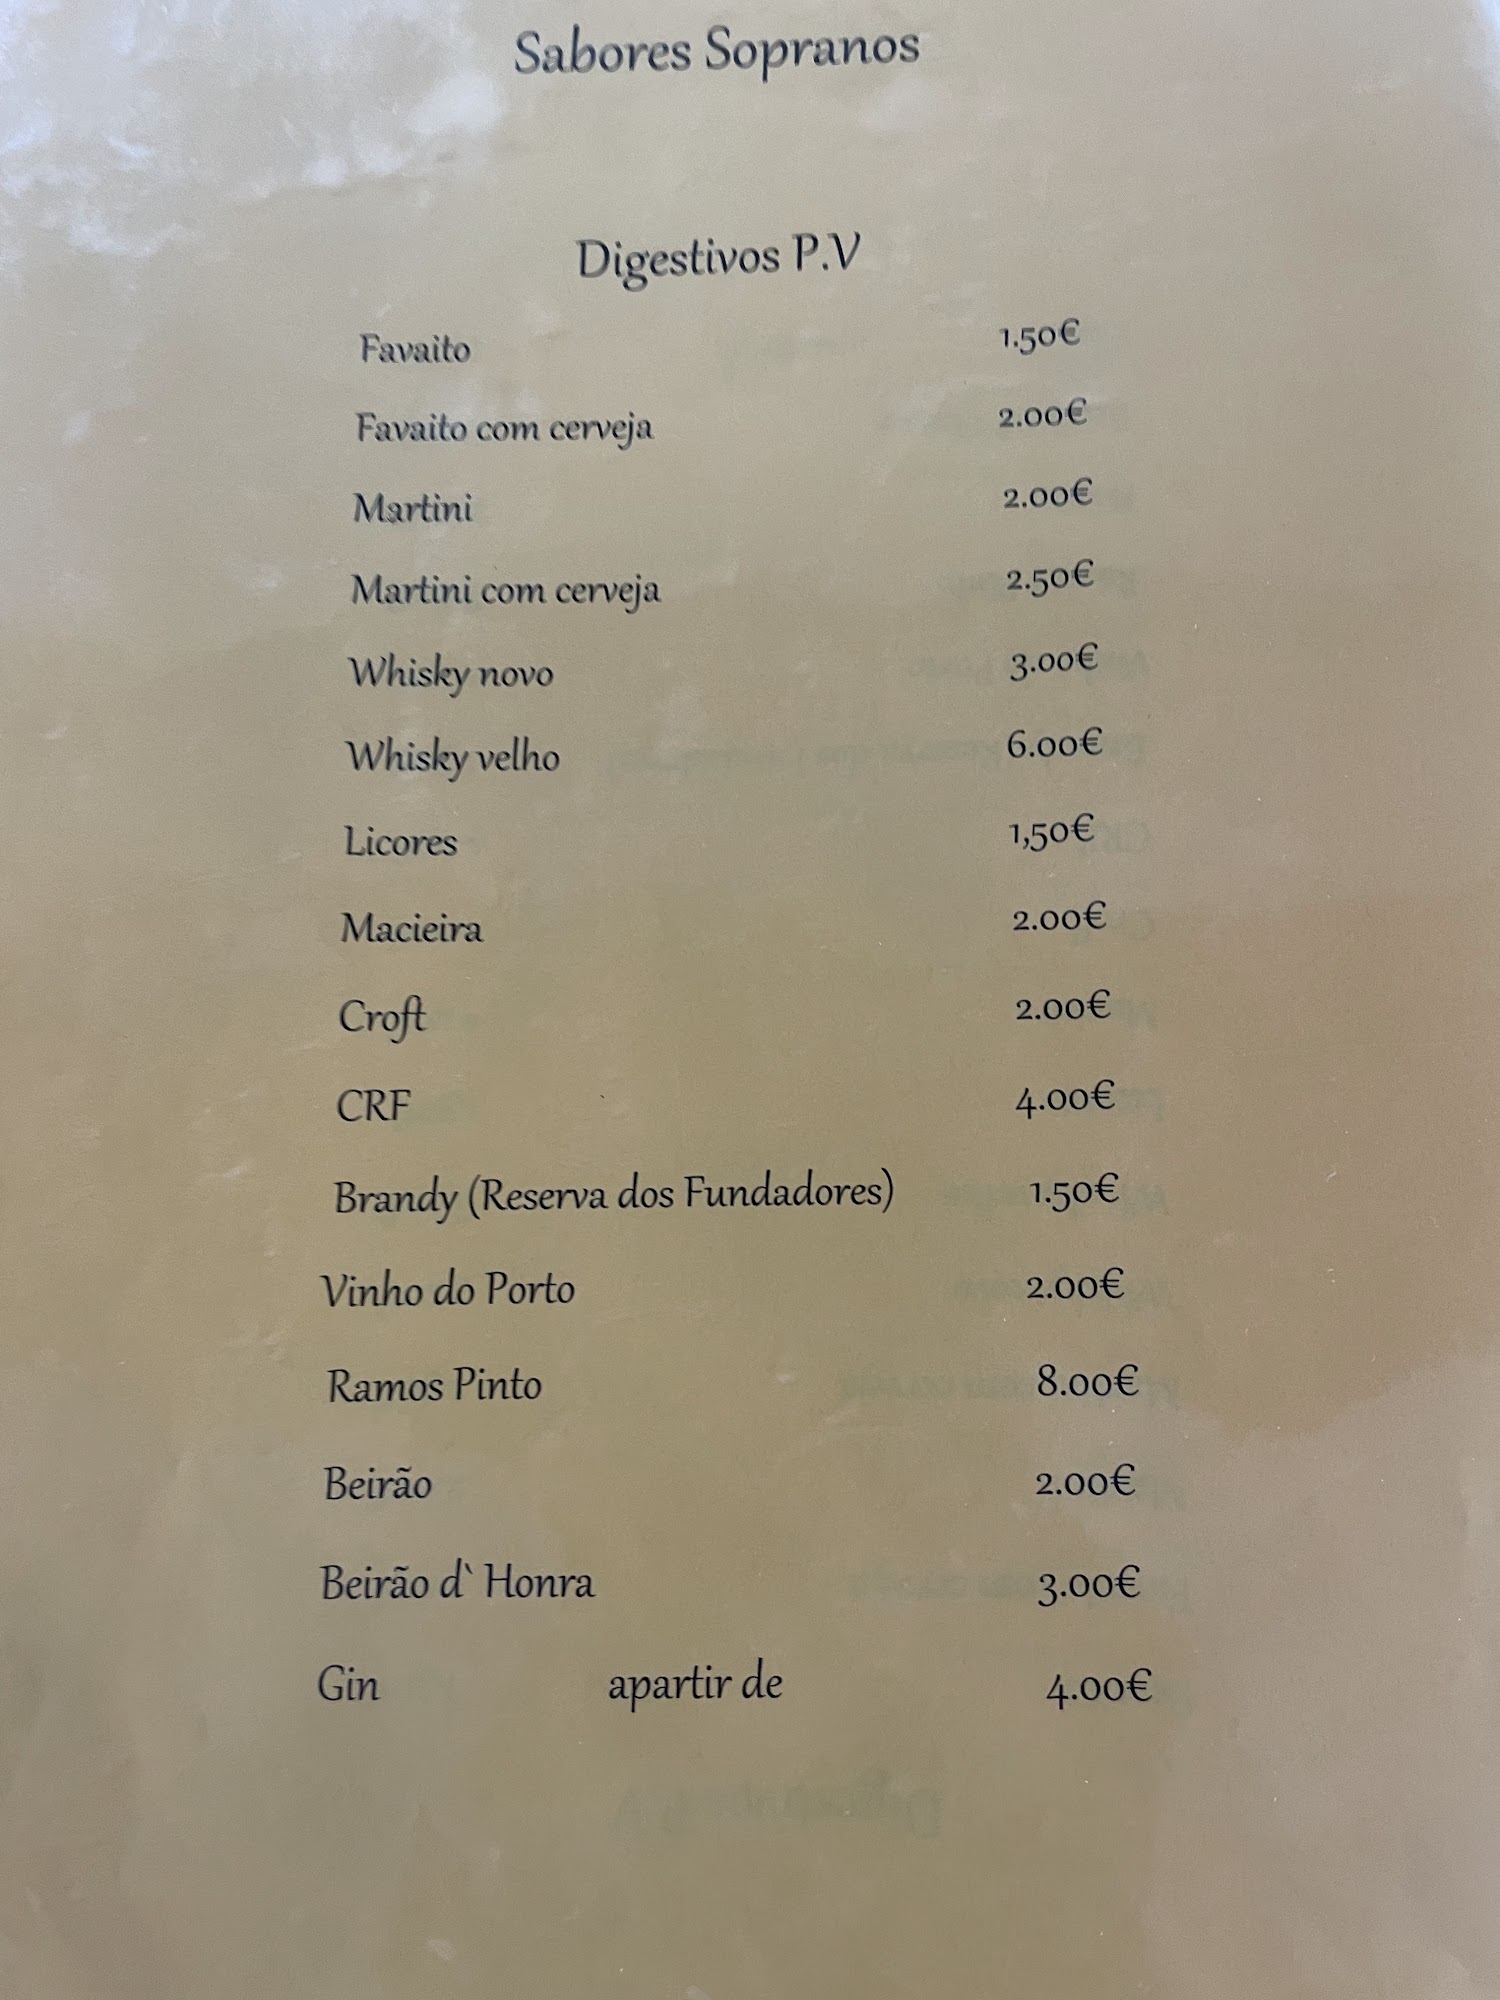 Sabores Sopranos
Digestivos P.V
Favaito 1.50€
Favaito com cerveja 2.00€
Martini 2.00€
Martini com cerveja 2.50€
Whisky novo 3.00€
Whisky velho 6.00€
Licores 1,50€
Macieira 2.00€
Croft 2.00€
CRF 4.00€
Brandy (Reserva dos Fundadores) 1.50€
Vinho do Porto 2.00€
Ramos Pinto 8.00€
Beirão 2.00€
Beirão d` Honra 3.00€
Gin apartir de 4.00€